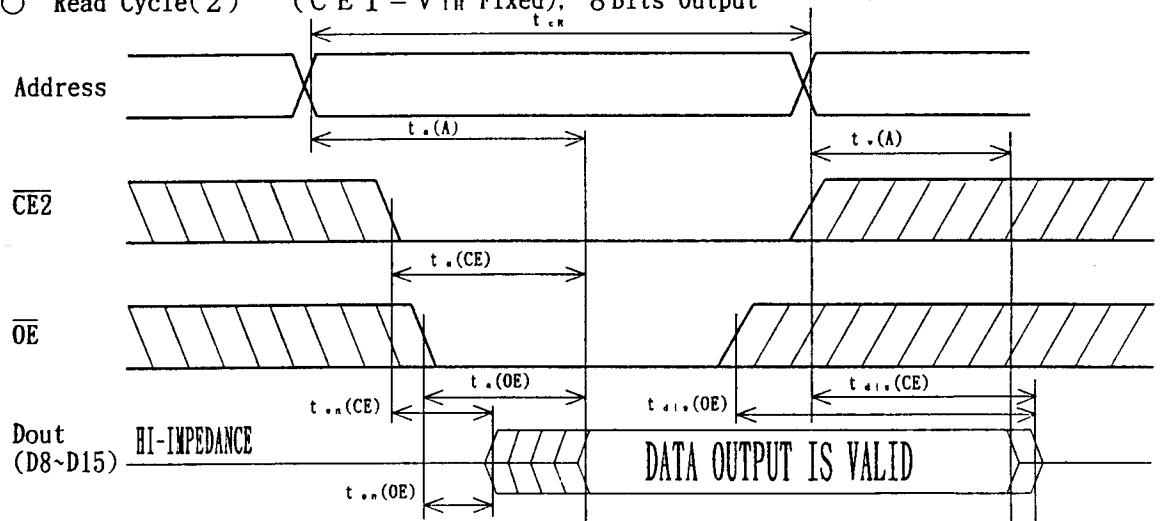 ○ Read Cycle(2) (CE1=VIH Fixed), 8Bits Output
tcR
Address
ta(A)
tv(A)
CE2
ta(CE)
OE
ta(OE)
tdis(CE)
ten(CE)
tdis(OE)
Dout
(D8~D15)
HI-IMPEDANCE
DATA OUTPUT IS VALID
ten(OE)